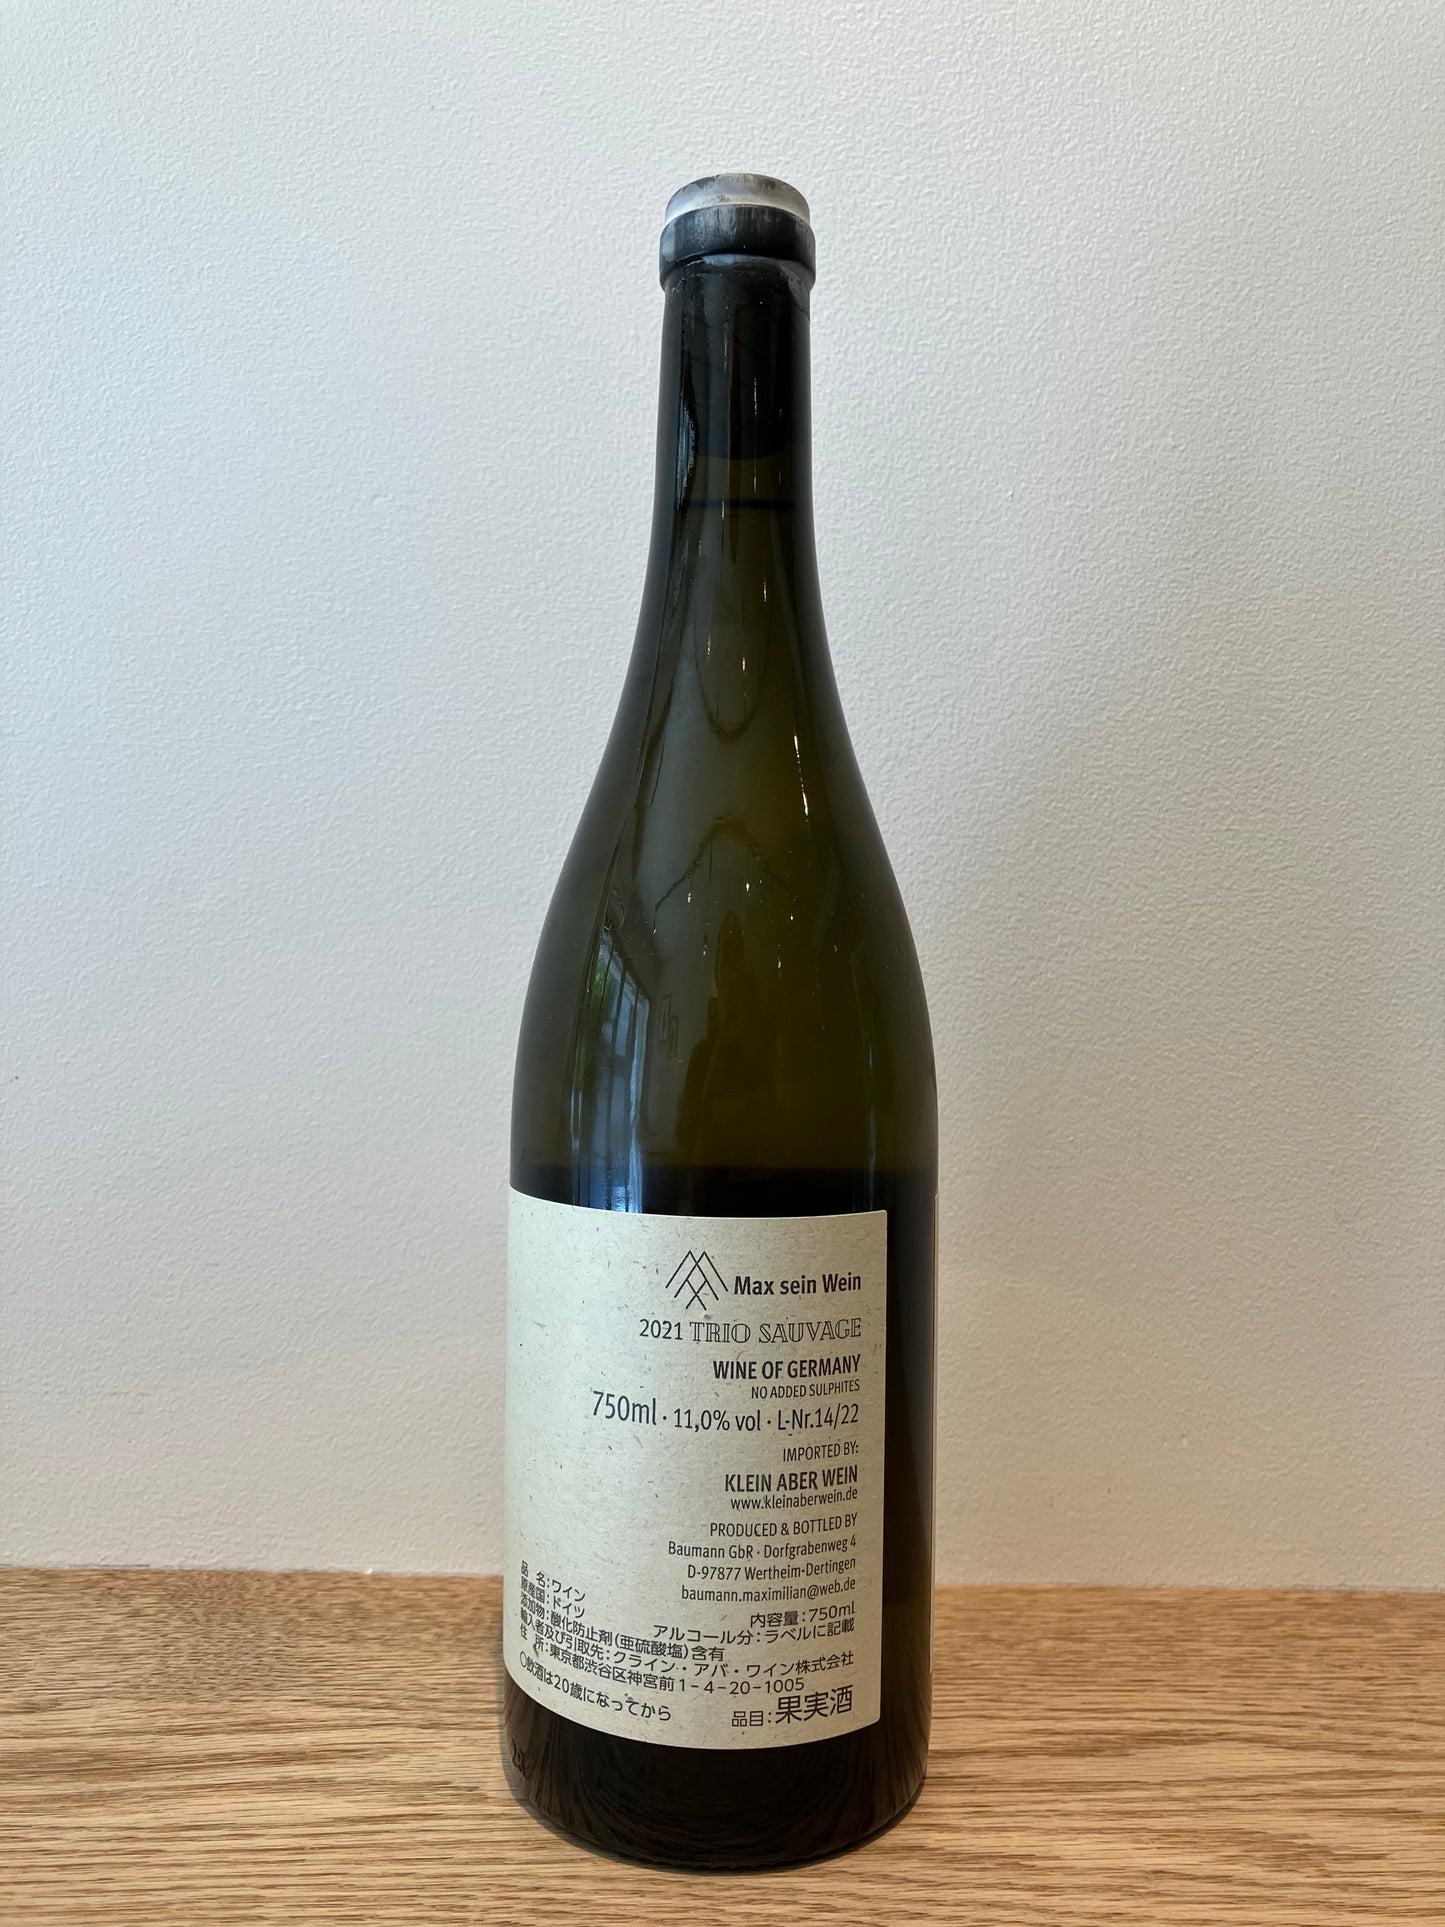 Max sein Wein
2021 TRIO SAUVAGE
WINE OF GERMANY
NO ADDED SULPHITES
750ml · 11,0% vol · L-Nr.14/22
IMPORTED BY:
KLEIN ABER WEIN
www.kleinaberwein.de
PRODUCED & BOTTLED BY
Baumann GbR · Dorfgrabenweg 4
D-97877 Wertheim-Dertingen
baumann.maximilian@web.de
品 名:ワイン
原産国:ドイツ 内容量:750ml
添加物:酸化防止剤(亜硫酸塩)含有 アルコール分:ラベルに記載
輸入者及び引取先:クライン・アバ・ワイン株式会社
住 所:東京都渋谷区神宮前1-4-20-1005
○飲酒は20歳になってから 品目:果実酒